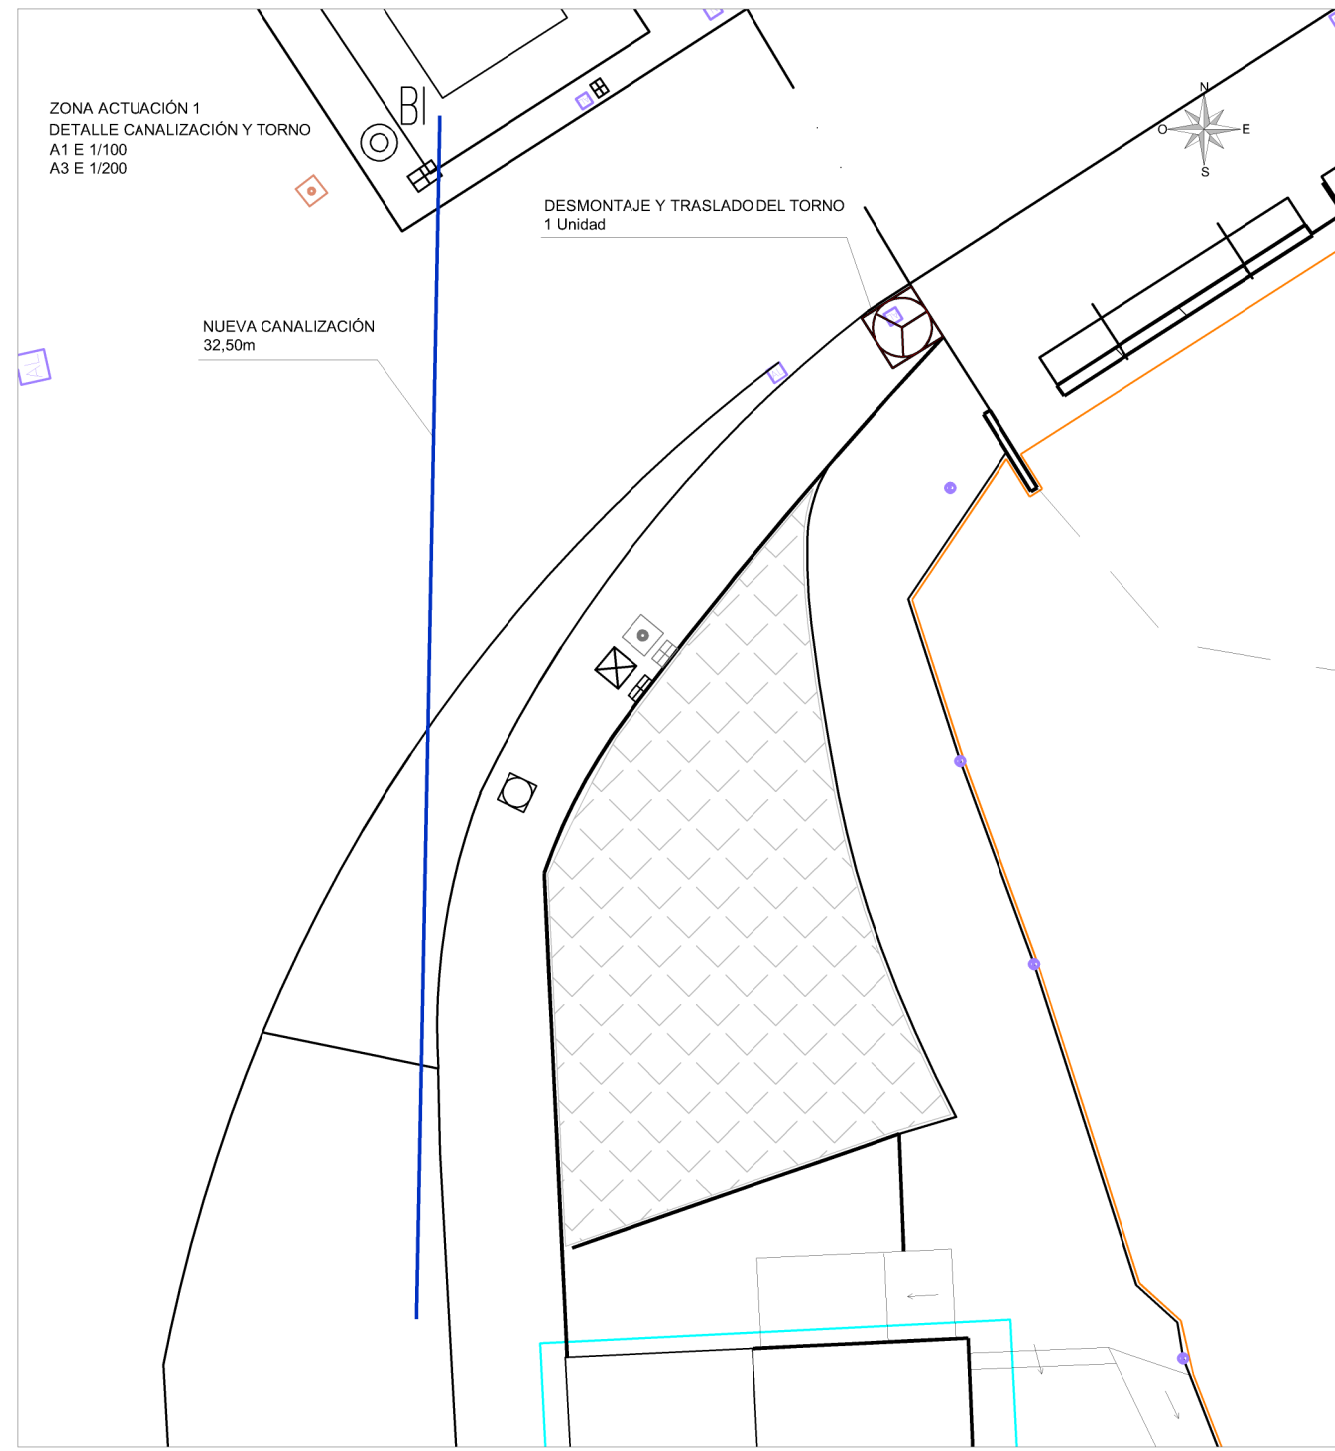 BI
ZONA ACTUACIÓN 1
DETALLE CANALIZACIÓN Y TORNO
A1 E 1/100
A3 E 1/200
N
O
E
S
DESMONTAJE Y TRASLADO DEL TORNO
1 Unidad
NUEVA CANALIZACIÓN
32,50m
AL